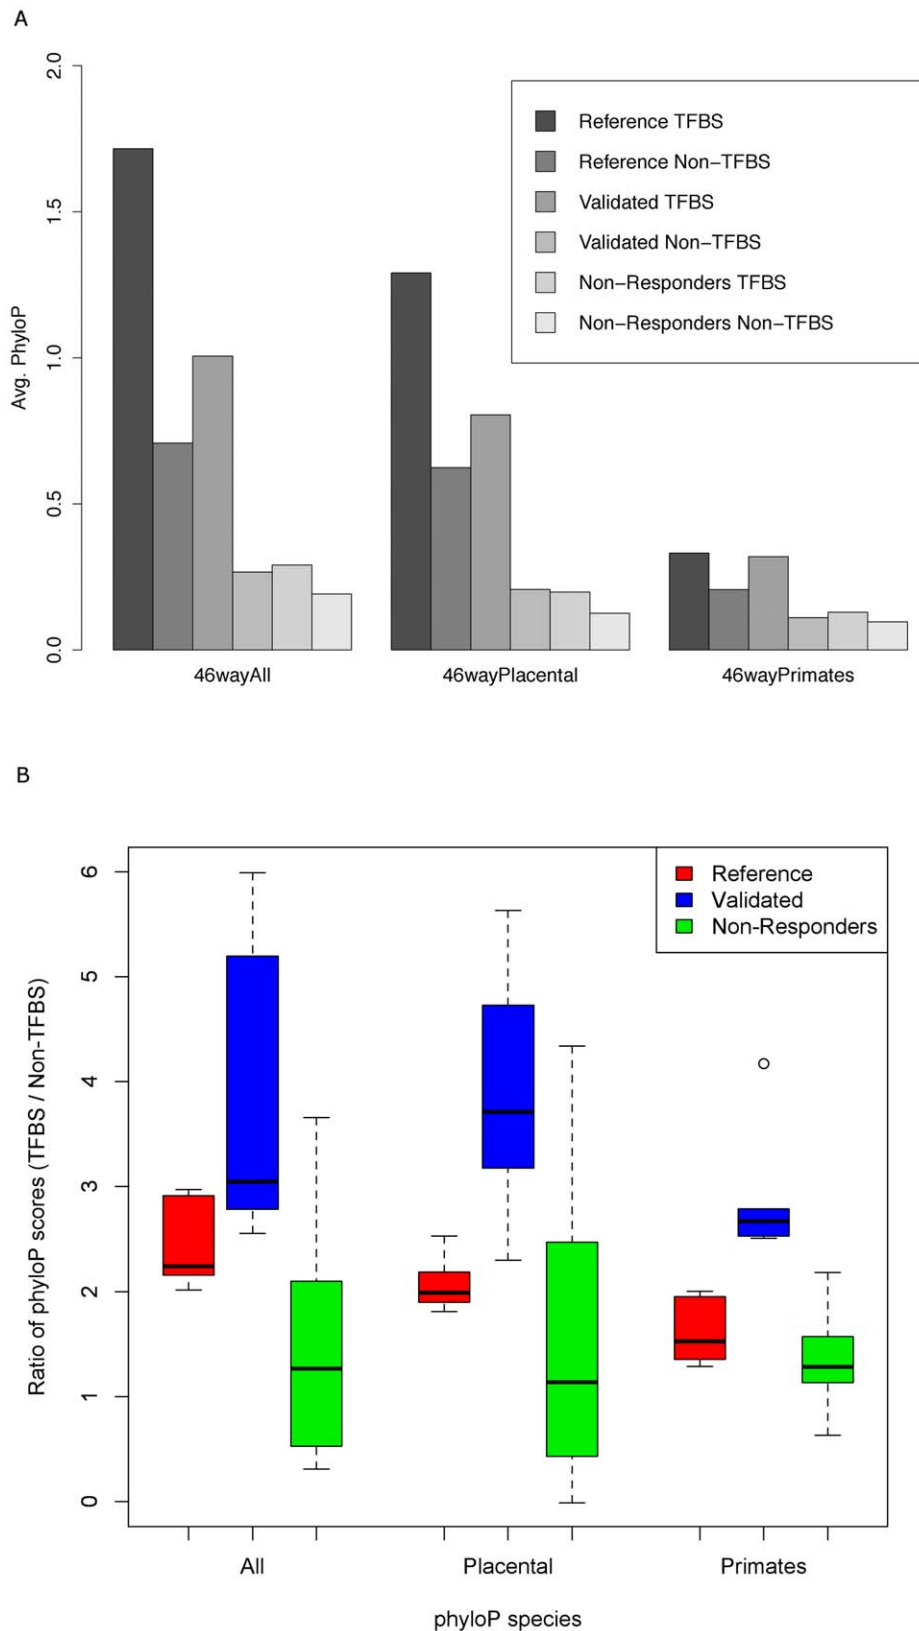 A
Avg. PhyloP
2.0
1.5
1.0
0.5
0.0
Reference TFBS
Reference Non−TFBS
Validated TFBS
Validated Non−TFBS
Non−Responders TFBS
Non−Responders Non−TFBS
46wayAll
46wayPlacental
46wayPrimates
B
Ratio of phyloP scores (TFBS / Non-TFBS)
6
5
4
3
2
1
0
Reference
Validated
Non-Responders
All
Placental
Primates
phyloP species